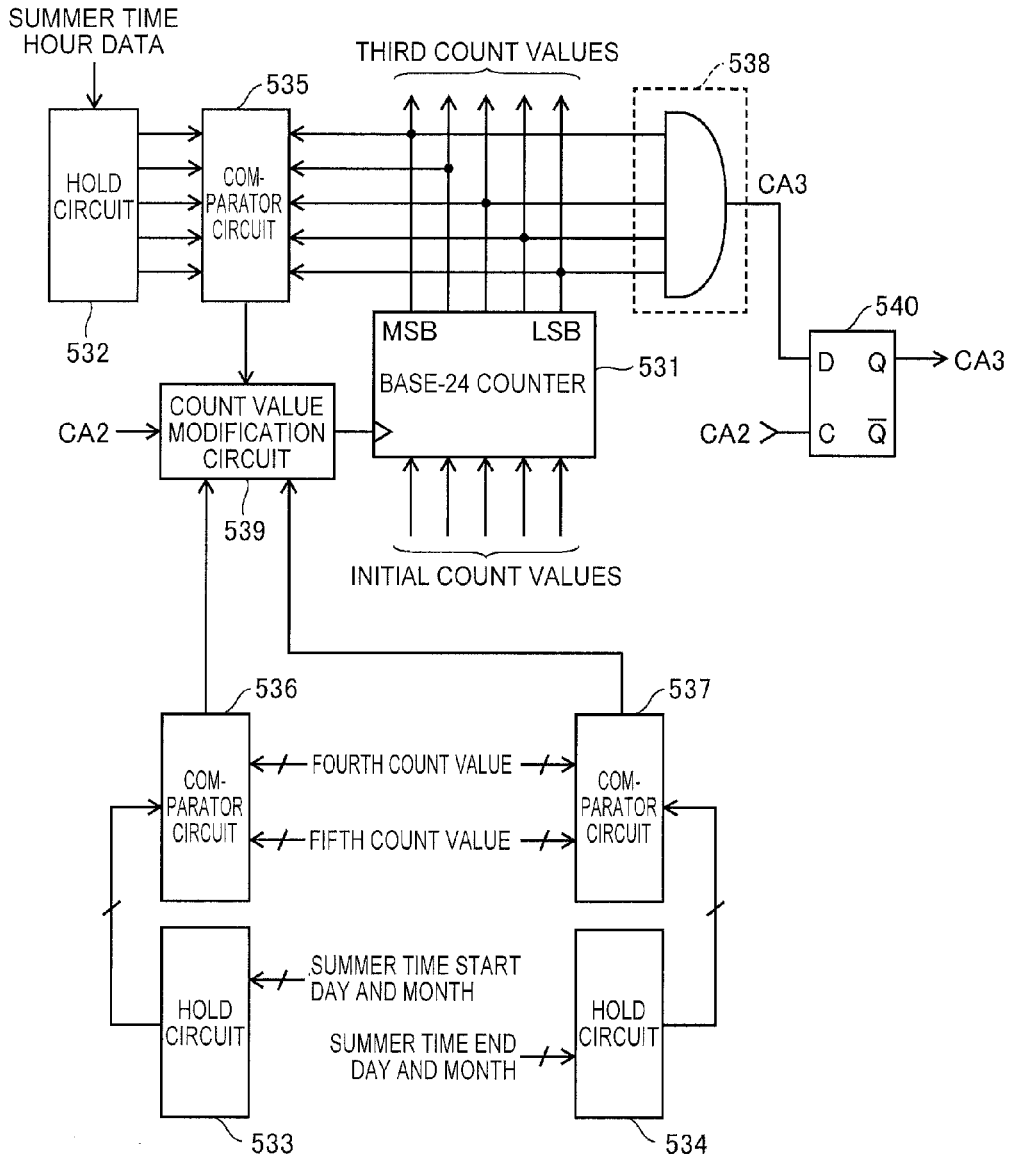 SUMMER TIME
HOUR DATA
THIRD COUNT VALUES
535
538
HOLD
CIRCUIT
COM-
PARATOR
CIRCUIT
CA3
532
MSB
LSB
BASE-24 COUNTER
531
540
D
Q
CA3
CA2
C
Q̅
CA2
COUNT VALUE
MODIFICATION
CIRCUIT
539
INITIAL COUNT VALUES
536
537
COM-
PARATOR
CIRCUIT
FOURTH COUNT VALUE
FIFTH COUNT VALUE
COM-
PARATOR
CIRCUIT
HOLD
CIRCUIT
SUMMER TIME START
DAY AND MONTH
SUMMER TIME END
DAY AND MONTH
HOLD
CIRCUIT
533
534